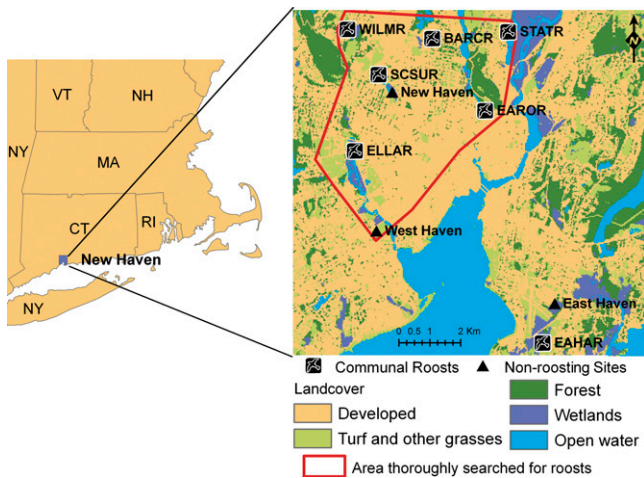 VT
NH
NY
MA
CT
RI
New Haven
NY
WILMR
BARCR
STATR
N
SCSUR
New Haven
EAROR
ELLAR
West Haven
East Haven
0 0.5 1 2 Km
EAHAR
Communal Roosts
Non-roosting Sites
Landcover
Forest
Developed
Wetlands
Turf and other grasses
Open water
Area thoroughly searched for roosts